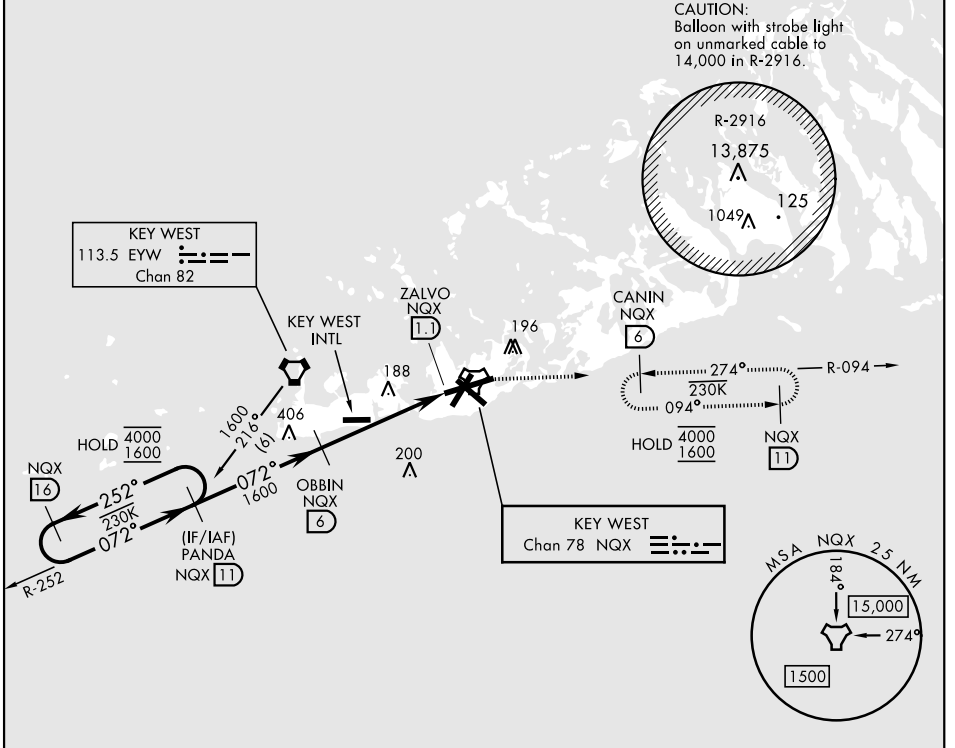 CAUTION:
Balloon with strobe light
on unmarked cable to
14,000 in R-2916.
R-2916
13,875
1049
125
KEY WEST
113.5 EYW
Chan 82
KEY WEST
INTL
ZALVO
NQX
1.1
196
CANIN
NQX
6
274°
230K
094°
R-094
HOLD 4000
1600
NQX
11
188
406
200
1600
216°
(6)
HOLD 4000
1600
NQX
16
252°
230K
072°
R-252
072°
1600
(IF/IAF)
PANDA
NQX 11
OBBIN
NQX
6
KEY WEST
Chan 78 NQX
MSA NQX 25 NM
184°
15,000
274°
1500